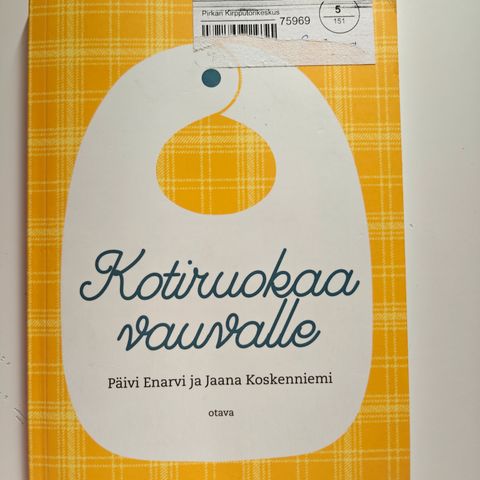 Pirkan Kirpputorikeskus
75969
5
151
Kotiruokaa
vauvalle
Päivi Enarvi ja Jaana Koskenniemi
otava